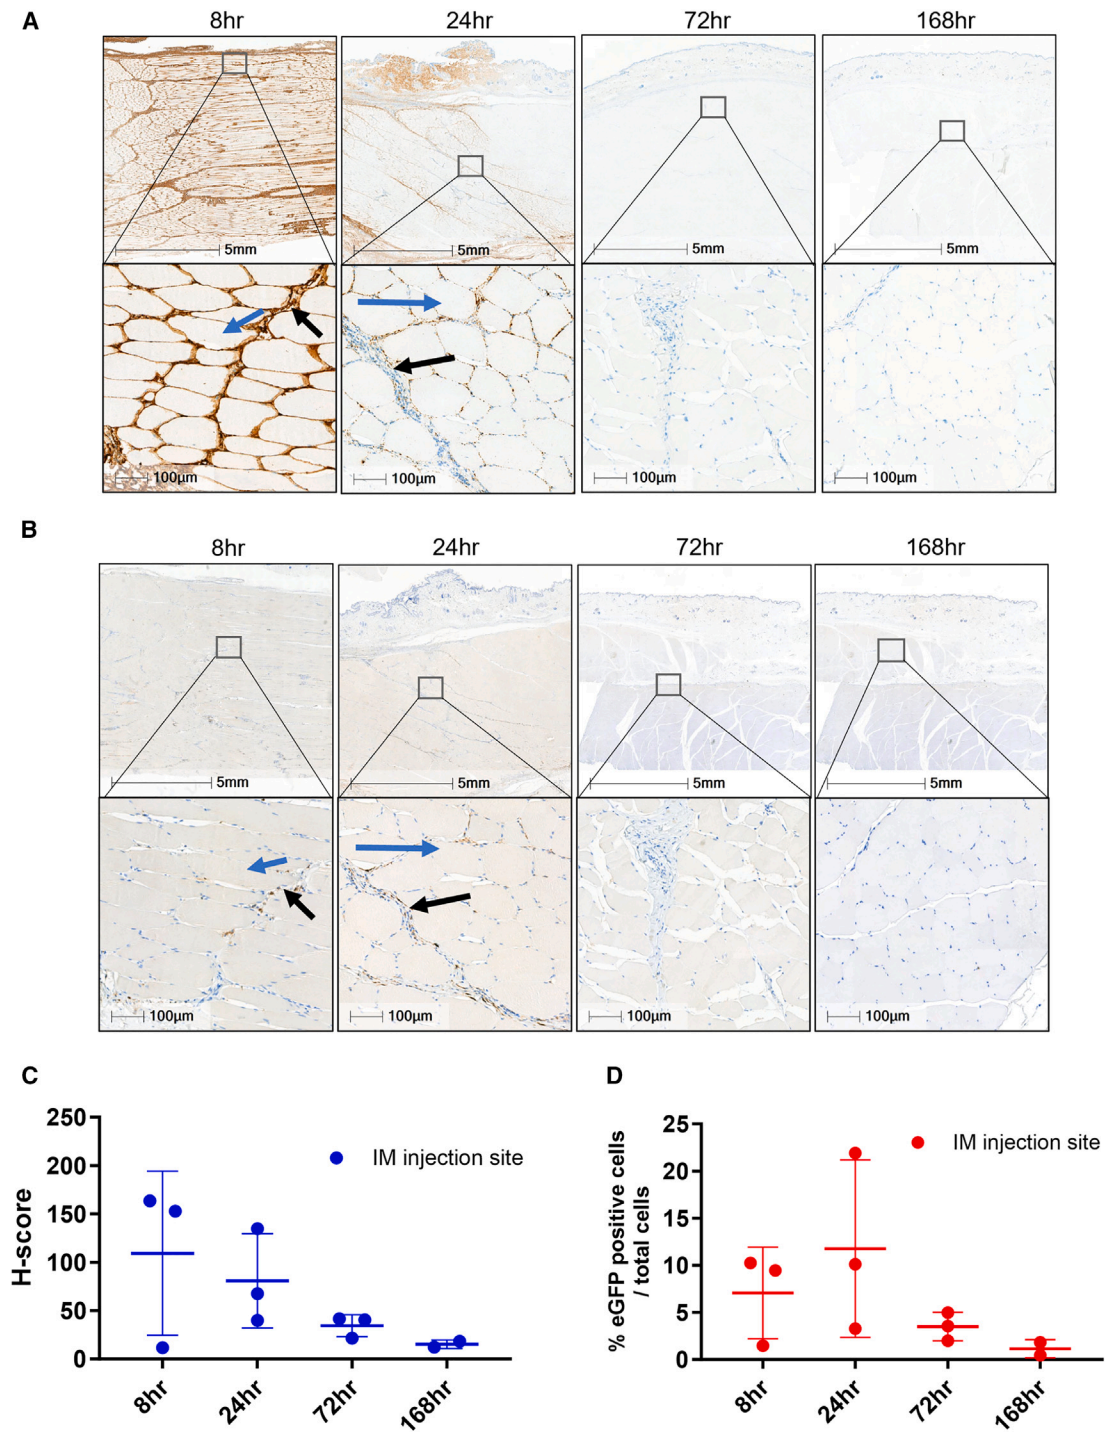 A
8hr 24hr 72hr 168hr
5mm 5mm 5mm 5mm
100µm 100µm 100µm 100µm
B
8hr 24hr 72hr 168hr
5mm 5mm 5mm 5mm
100µm 100µm 100µm 100µm
C
250
200
150
100
50
0
H-score
IM injection site
8hr 24hr 72hr 168hr
D
25
20
15
10
5
0
% eGFP positive cells
/ total cells
IM injection site
8hr 24hr 72hr 168hr